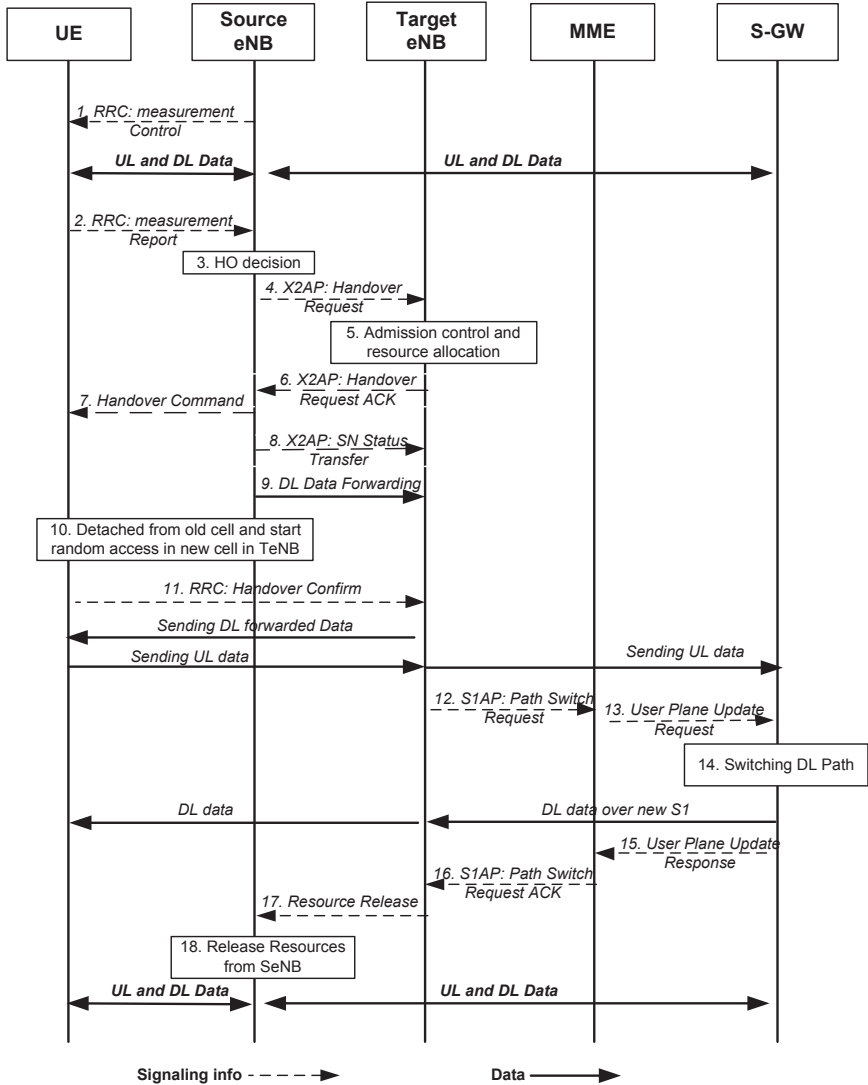 UE
Source
eNB
Target
eNB
MME
S-GW
1. RRC: measurement
Control
UL and DL Data
UL and DL Data
2. RRC: measurement
Report
3. HO decision
4. X2AP: Handover
Request
5. Admission control and
resource allocation
6. X2AP: Handover
Request ACK
7. Handover Command
8. X2AP: SN Status
Transfer
9. DL Data Forwarding
10. Detached from old cell and start
random access in new cell in TeNB
11. RRC: Handover Confirm
Sending DL forwarded Data
Sending UL data
Sending UL data
12. S1AP: Path Switch
Request
13. User Plane Update
Request
14. Switching DL Path
DL data
DL data over new S1
15. User Plane Update
Response
16. S1AP: Path Switch
Request ACK
17. Resource Release
18. Release Resources
from SeNB
UL and DL Data
UL and DL Data
Signaling info
Data